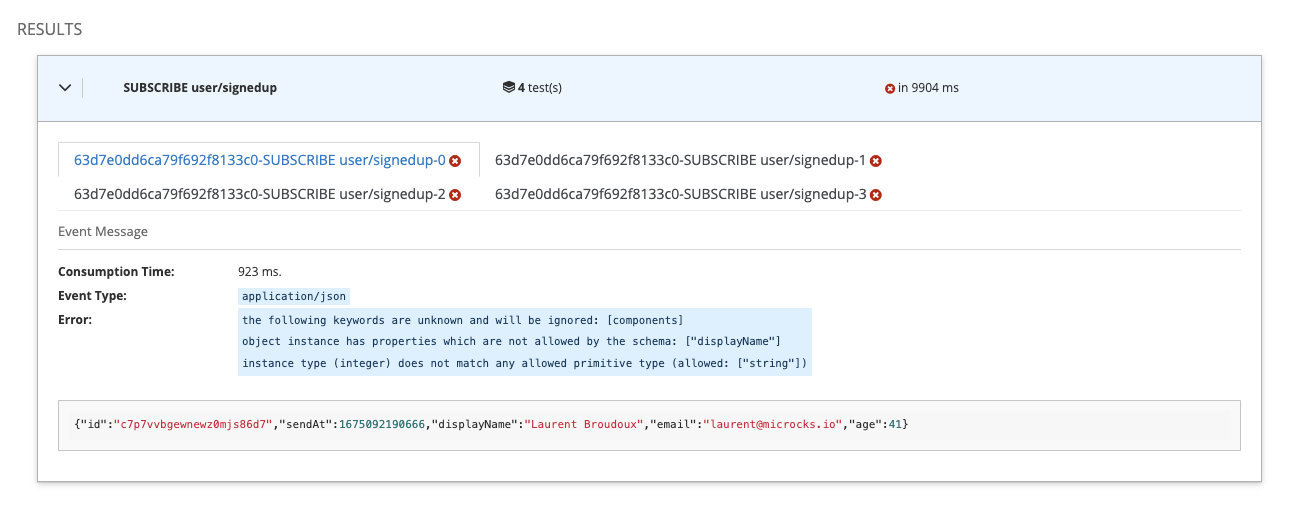 RESULTS
SUBSCRIBE user/signedup 4 test(s) in 9904 ms
63d7e0dd6ca79f692f8133c0-SUBSCRIBE user/signedup-0 63d7e0dd6ca79f692f8133c0-SUBSCRIBE user/signedup-1
63d7e0dd6ca79f692f8133c0-SUBSCRIBE user/signedup-2 63d7e0dd6ca79f692f8133c0-SUBSCRIBE user/signedup-3
Event Message
Consumption Time: 923 ms.
Event Type: application/json
Error: the following keywords are unknown and will be ignored: [components]
object instance has properties which are not allowed by the schema: ["displayName"]
instance type (integer) does not match any allowed primitive type (allowed: ["string"])
{"id":"c7p7vvbgewnewz0mjs86d7","sendAt":1675092190666,"displayName":"Laurent Broudoux","email":"laurent@microcks.io","age":41}